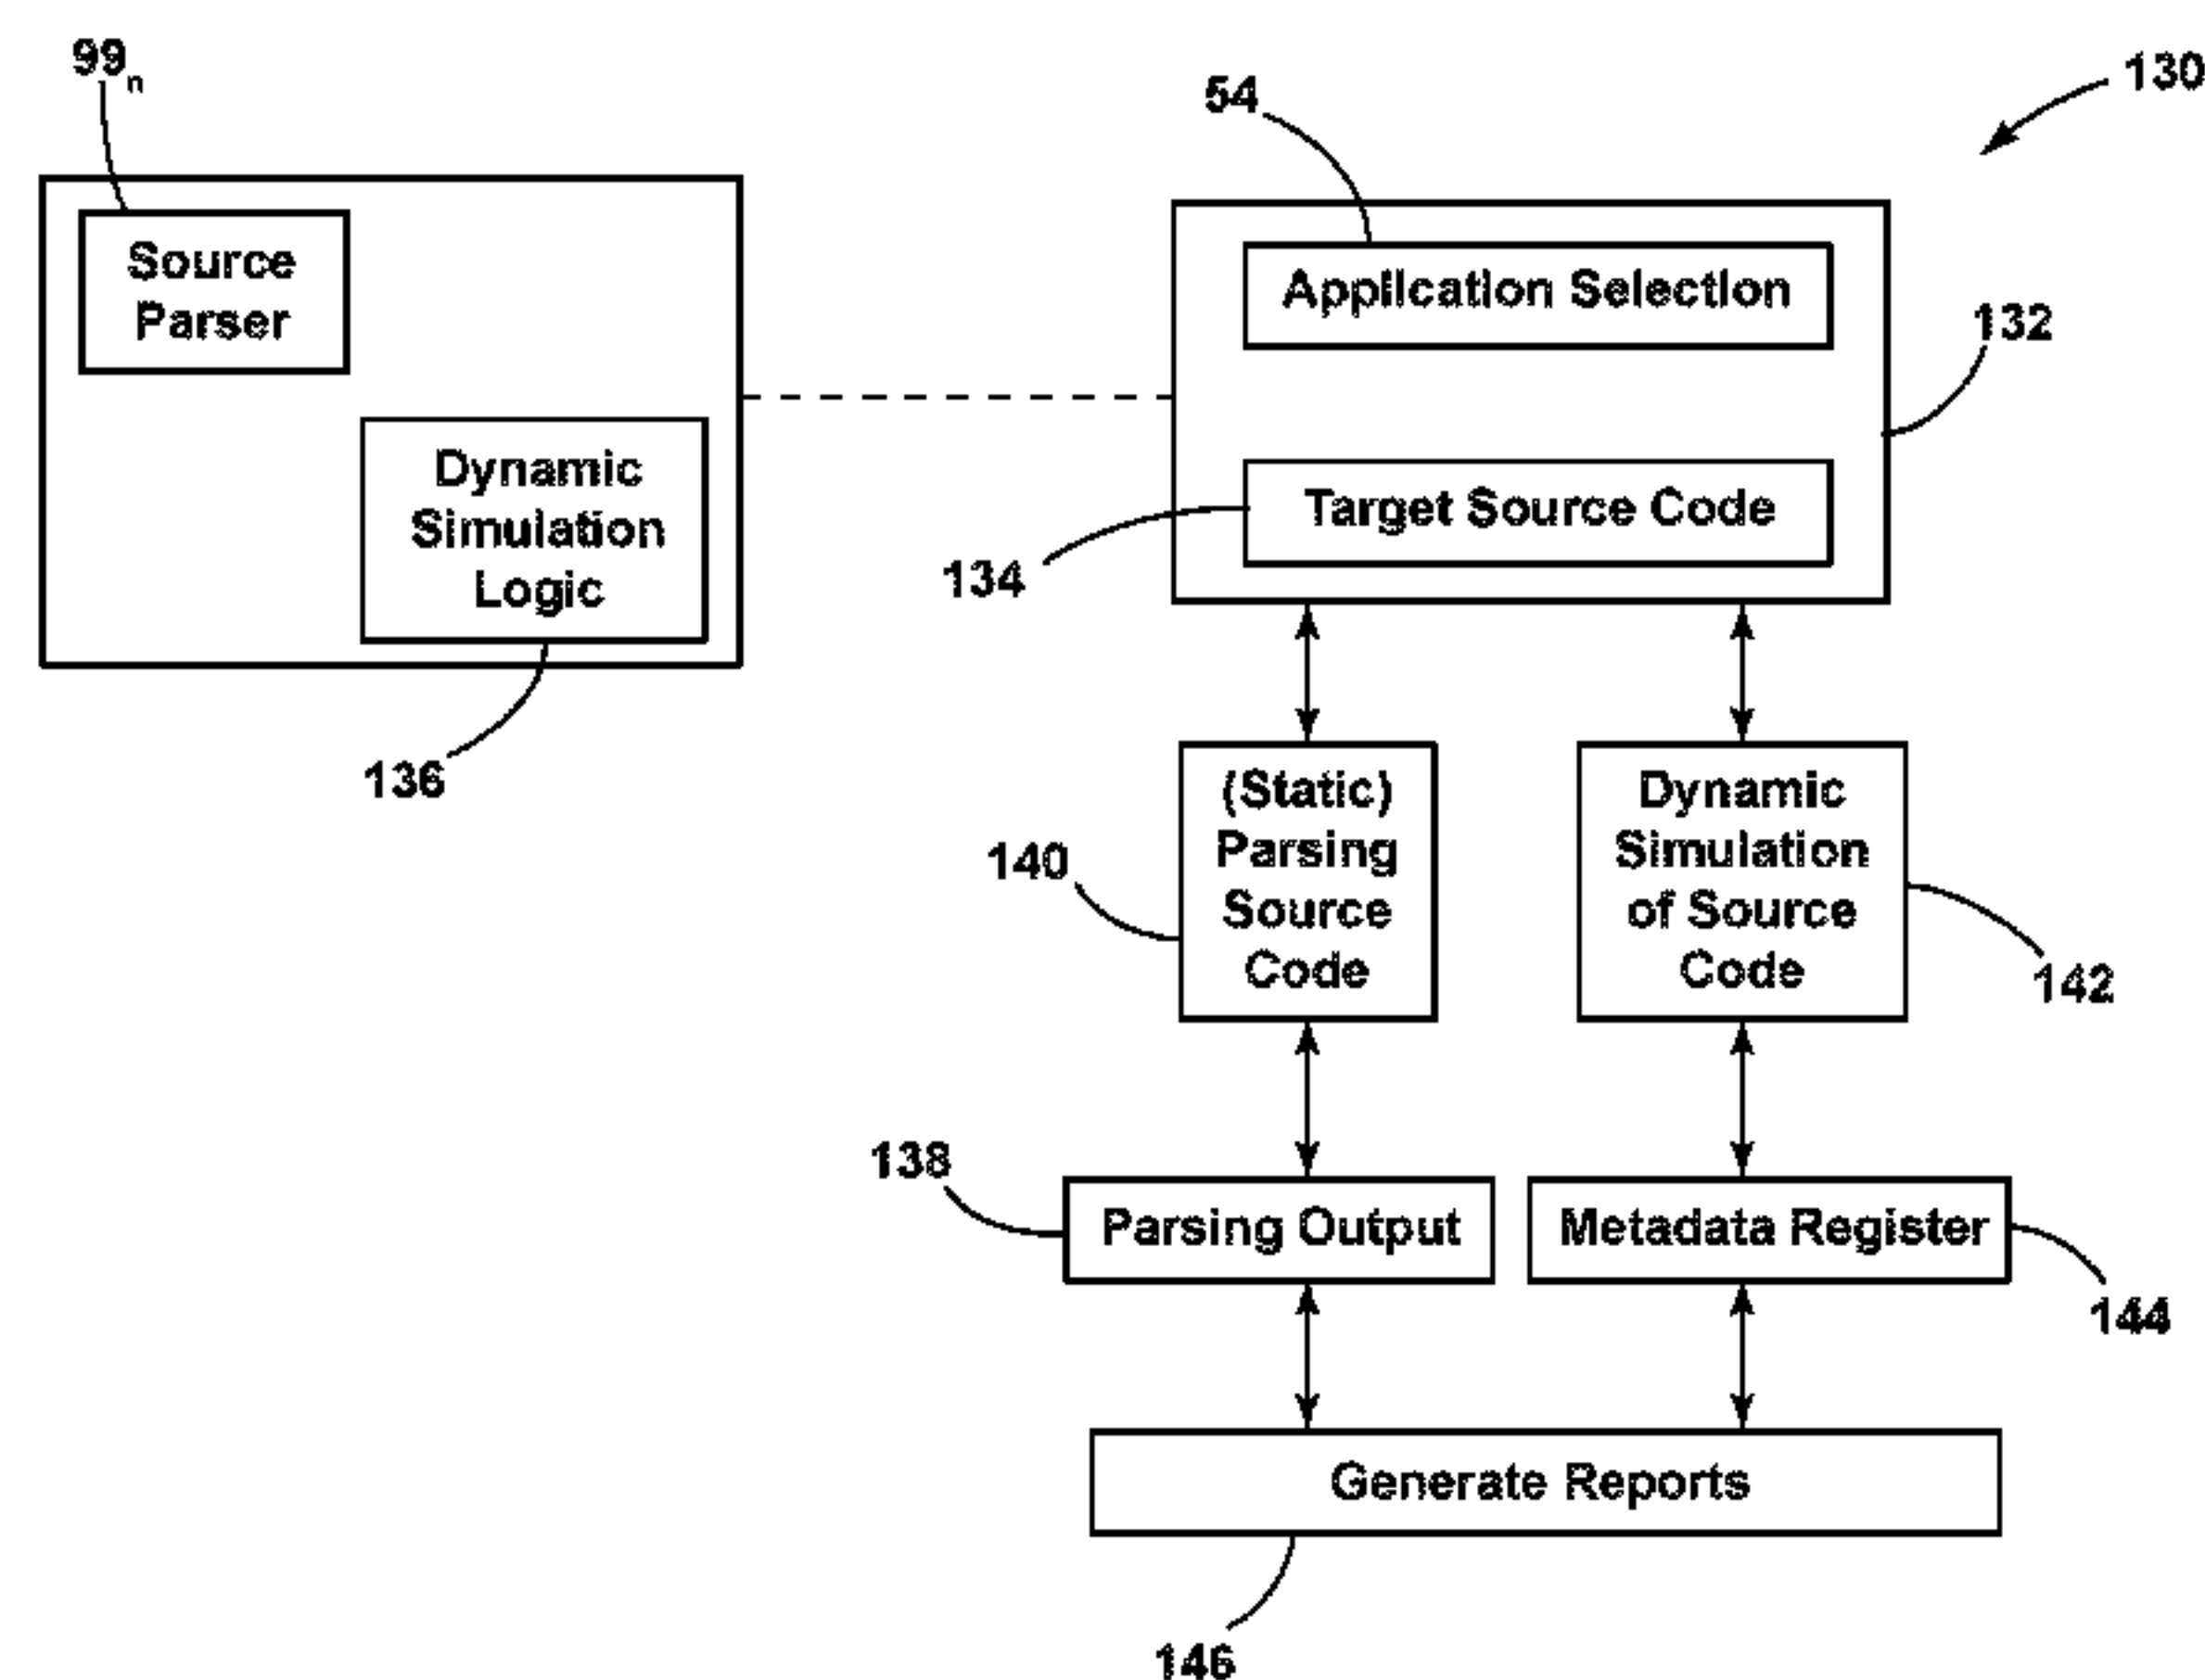 99n
54
130
Source
Parser
Application Selection
132
Dynamic
Simulation
Logic
Target Source Code
134
136
(Static)
Parsing
Source
Code
140
Dynamic
Simulation
of Source
Code
142
138
Parsing Output
Metadata Register
144
Generate Reports
146